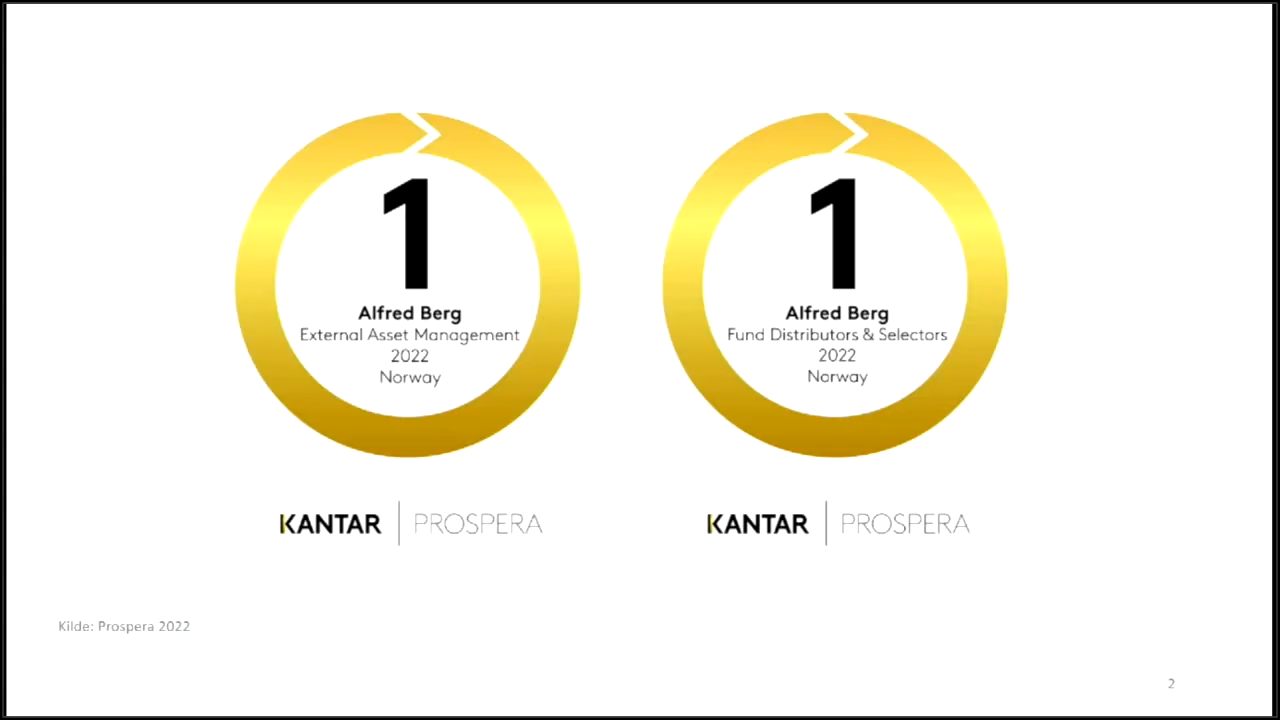 1
Alfred Berg
External Asset Management
2022
Norway
KANTAR PROSPERA
1
Alfred Berg
Fund Distributors & Selectors
2022
Norway
KANTAR PROSPERA
Kilde: Prospera 2022
2